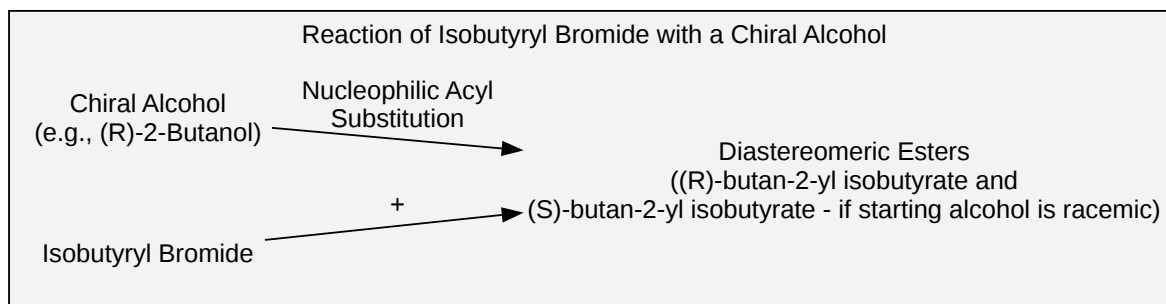 Reaction of Isobutyryl Bromide with a Chiral Alcohol
Chiral Alcohol
(e.g., (R)-2-Butanol)
Nucleophilic Acyl
Substitution
+
Isobutyryl Bromide
Diastereomeric Esters
((R)-butan-2-yl isobutyrate and
(S)-butan-2-yl isobutyrate - if starting alcohol is racemic)